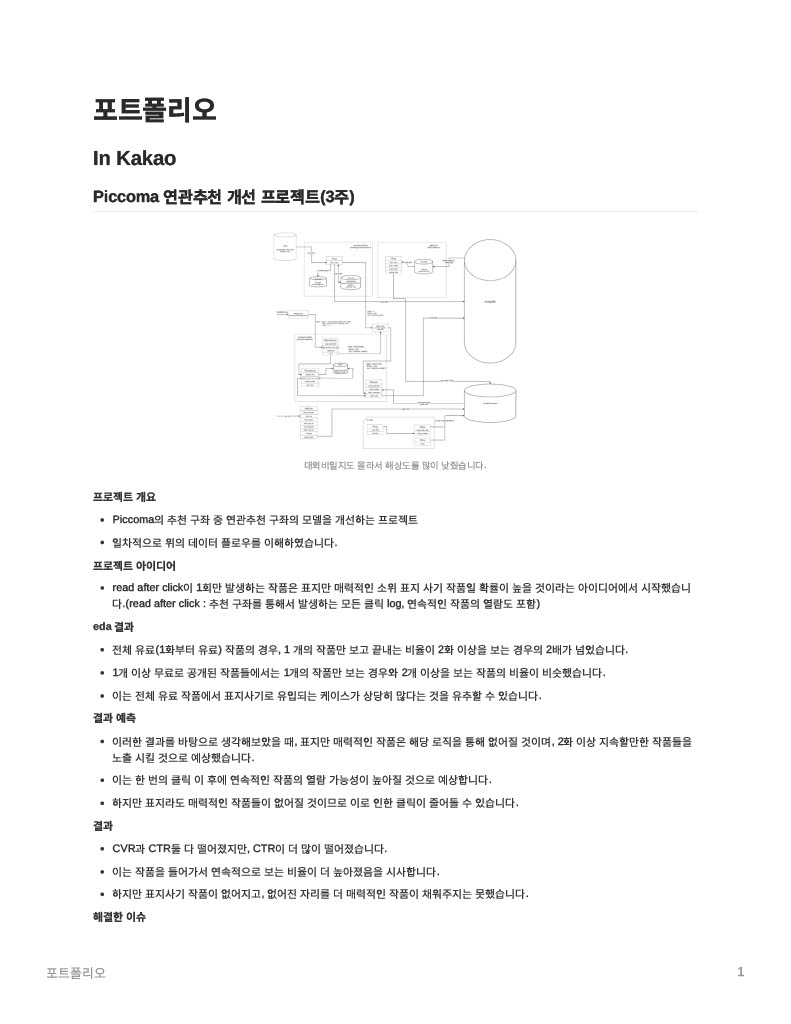 포트폴리오
In Kakao
Piccoma 연관추천 개선 프로젝트(3주)
대외비일지도 몰라서 해상도를 많이 낮췄습니다.
프로젝트 개요
• Piccoma의 추천 구좌 중 연관추천 구좌의 모델을 개선하는 프로젝트
• 일차적으로 위의 데이터 플로우를 이해하였습니다.
프로젝트 아이디어
• read after click이 1회만 발생하는 작품은 표지만 매력적인 소위 표지 사기 작품일 확률이 높을 것이라는 아이디어에서 시작했습니
다.(read after click : 추천 구좌를 통해서 발생하는 모든 클릭 log, 연속적인 작품의 열람도 포함)
eda 결과
• 전체 유료(1화부터 유료) 작품의 경우, 1 개의 작품만 보고 끝내는 비율이 2화 이상을 보는 경우의 2배가 넘었습니다.
• 1개 이상 무료로 공개된 작품들에서는 1개의 작품만 보는 경우와 2개 이상을 보는 작품의 비율이 비슷했습니다.
• 이는 전체 유료 작품에서 표지사기로 유입되는 케이스가 상당히 많다는 것을 유추할 수 있습니다.
결과 예측
• 이러한 결과를 바탕으로 생각해보았을 때, 표지만 매력적인 작품은 해당 로직을 통해 없어질 것이며, 2화 이상 지속할만한 작품들을
노출 시킬 것으로 예상했습니다.
• 이는 한 번의 클릭 이 후에 연속적인 작품의 열람 가능성이 높아질 것으로 예상합니다.
• 하지만 표지라도 매력적인 작품들이 없어질 것이므로 이로 인한 클릭이 줄어들 수 있습니다.
결과
• CVR과 CTR둘 다 떨어졌지만, CTR이 더 많이 떨어졌습니다.
• 이는 작품을 들어가서 연속적으로 보는 비율이 더 높아졌음을 시사합니다.
• 하지만 표지사기 작품이 없어지고, 없어진 자리를 더 매력적인 작품이 채워주지는 못했습니다.
해결한 이슈
포트폴리오
1